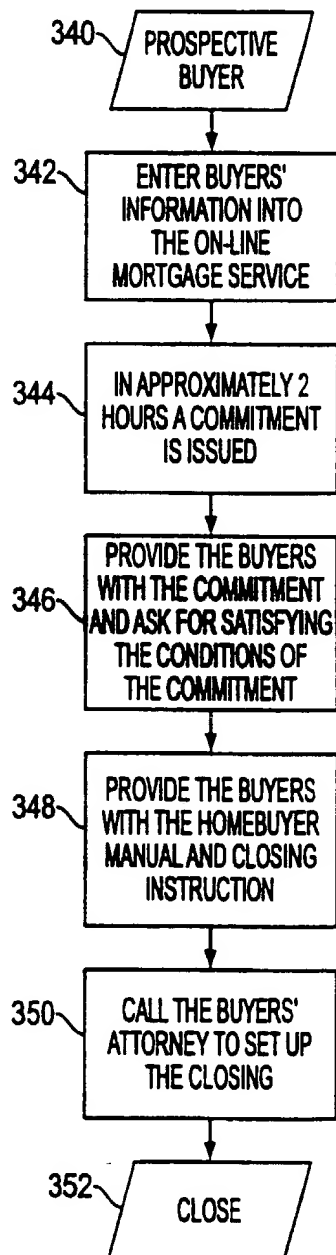 340
PROSPECTIVE
BUYER
342
ENTER BUYERS'
INFORMATION INTO
THE ON-LINE
MORTGAGE SERVICE
344
IN APPROXIMATELY 2
HOURS A COMMITMENT
IS ISSUED
346
PROVIDE THE BUYERS
WITH THE COMMITMENT
AND ASK FOR SATISFYING
THE CONDITIONS OF
THE COMMITMENT
348
PROVIDE THE BUYERS
WITH THE HOMEBUYER
MANUAL AND CLOSING
INSTRUCTION
350
CALL THE BUYERS'
ATTORNEY TO SET UP
THE CLOSING
352
CLOSE